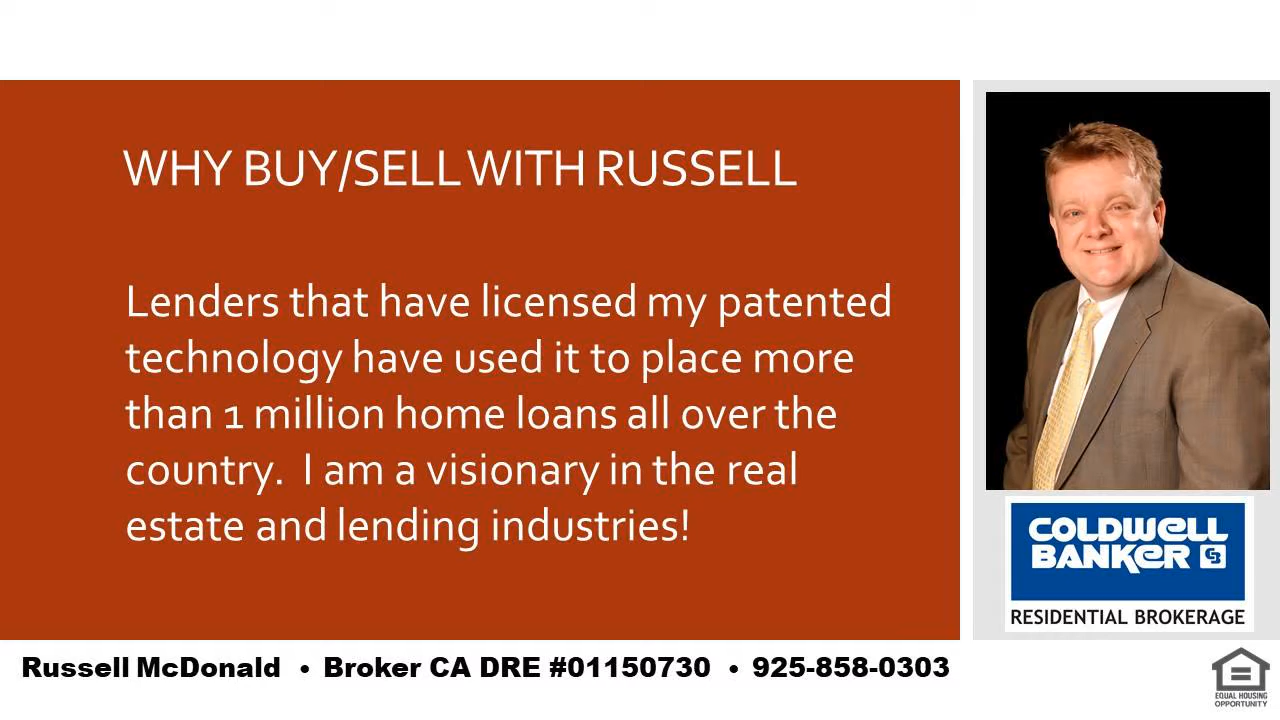 WHY BUY/SELL WITH RUSSELL
Lenders that have licensed my patented
technology have used it to place more
than 1 million home loans all over the
country.  I am a visionary in the real
estate and lending industries!
COLDWELL
BANKER CB
RESIDENTIAL BROKERAGE
Russell McDonald • Broker CA DRE #01150730 • 925-858-0303
EQUAL HOUSING
OPPORTUNITY